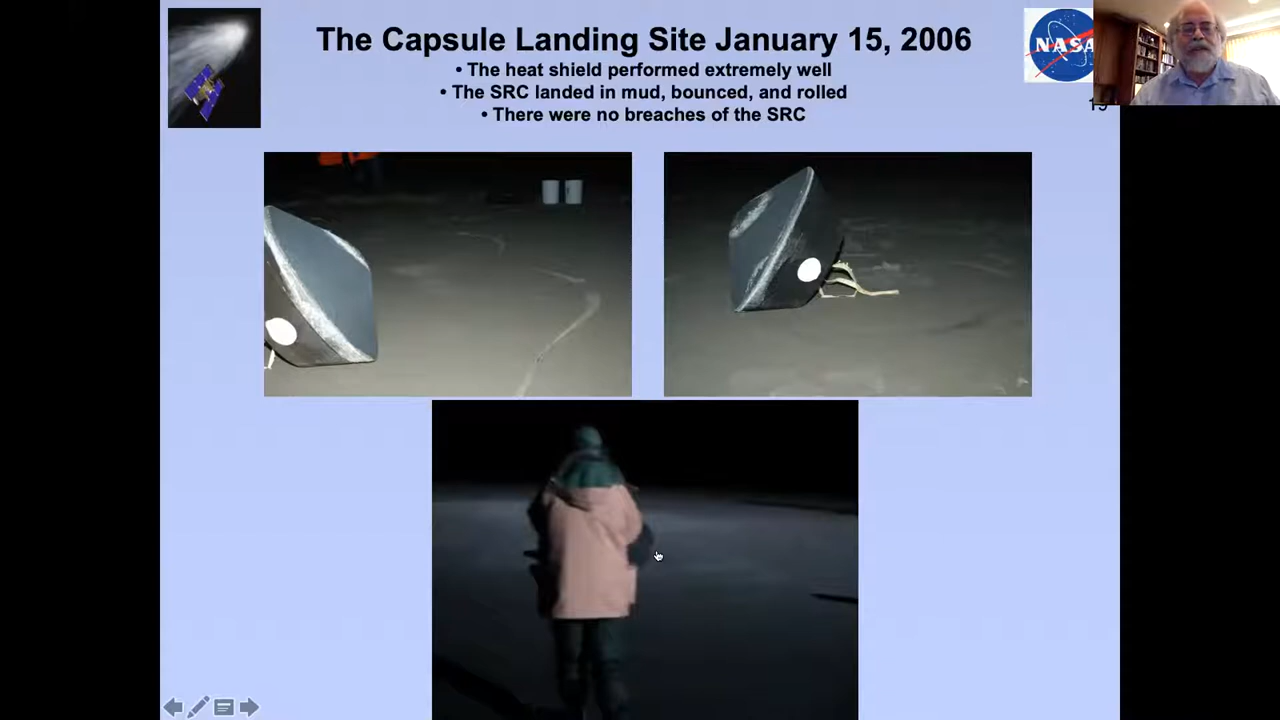 The Capsule Landing Site January 15, 2006
• The heat shield performed extremely well
• The SRC landed in mud, bounced, and rolled
• There were no breaches of the SRC
NASA